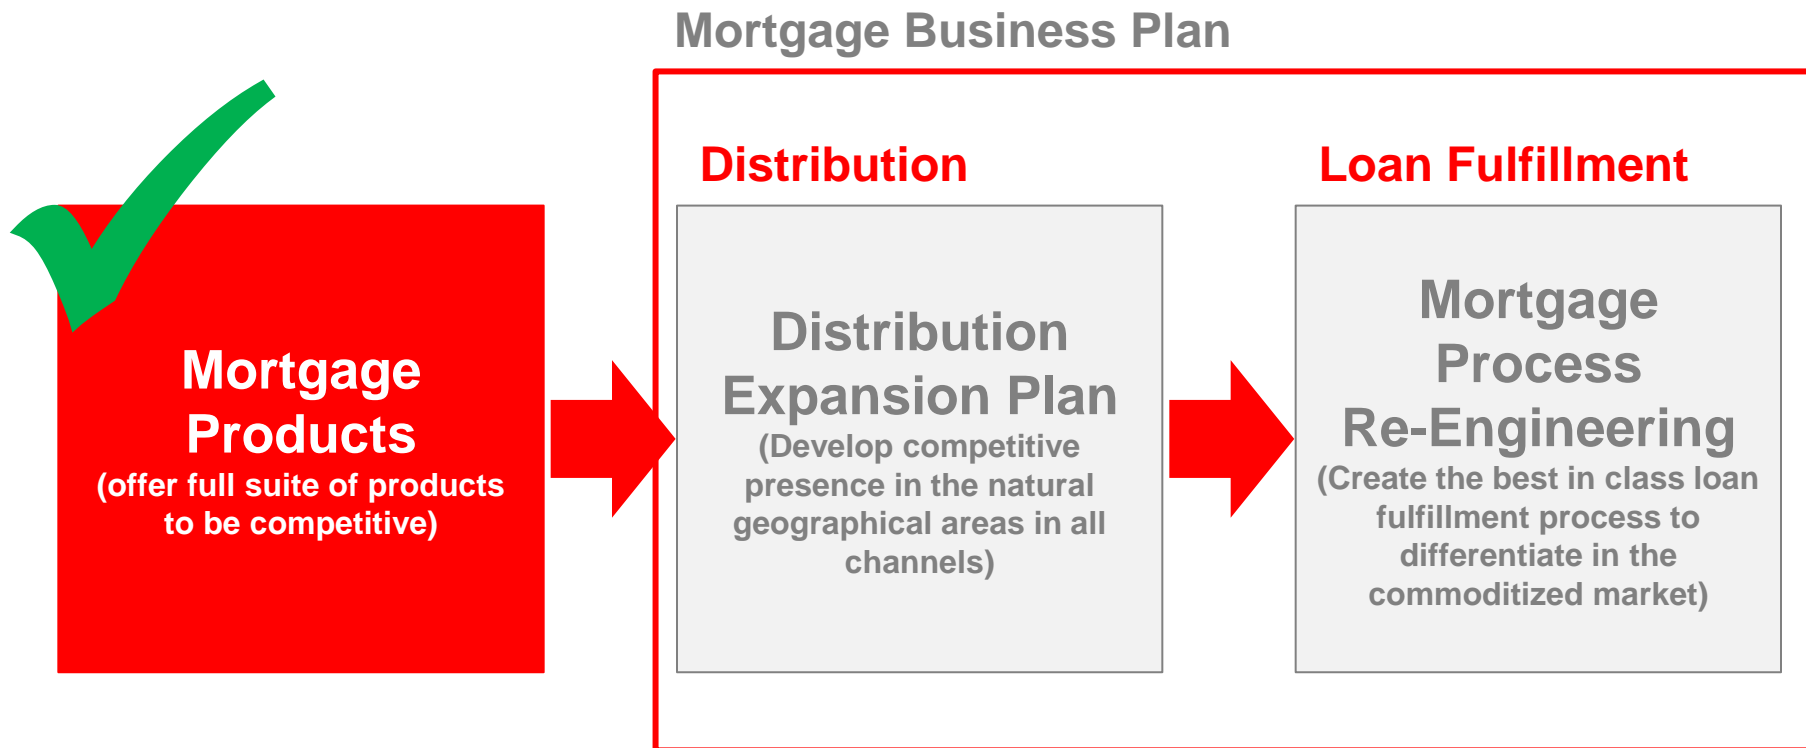 Mortgage Business Plan
Distribution
Loan Fulfillment
Mortgage
Products
(offer full suite of products
to be competitive)
Distribution
Expansion Plan
(Develop competitive
presence in the natural
geographical areas in all
channels)
Mortgage
Process
Re-Engineering
(Create the best in class loan
fulfillment process to
differentiate in the
commoditized market)